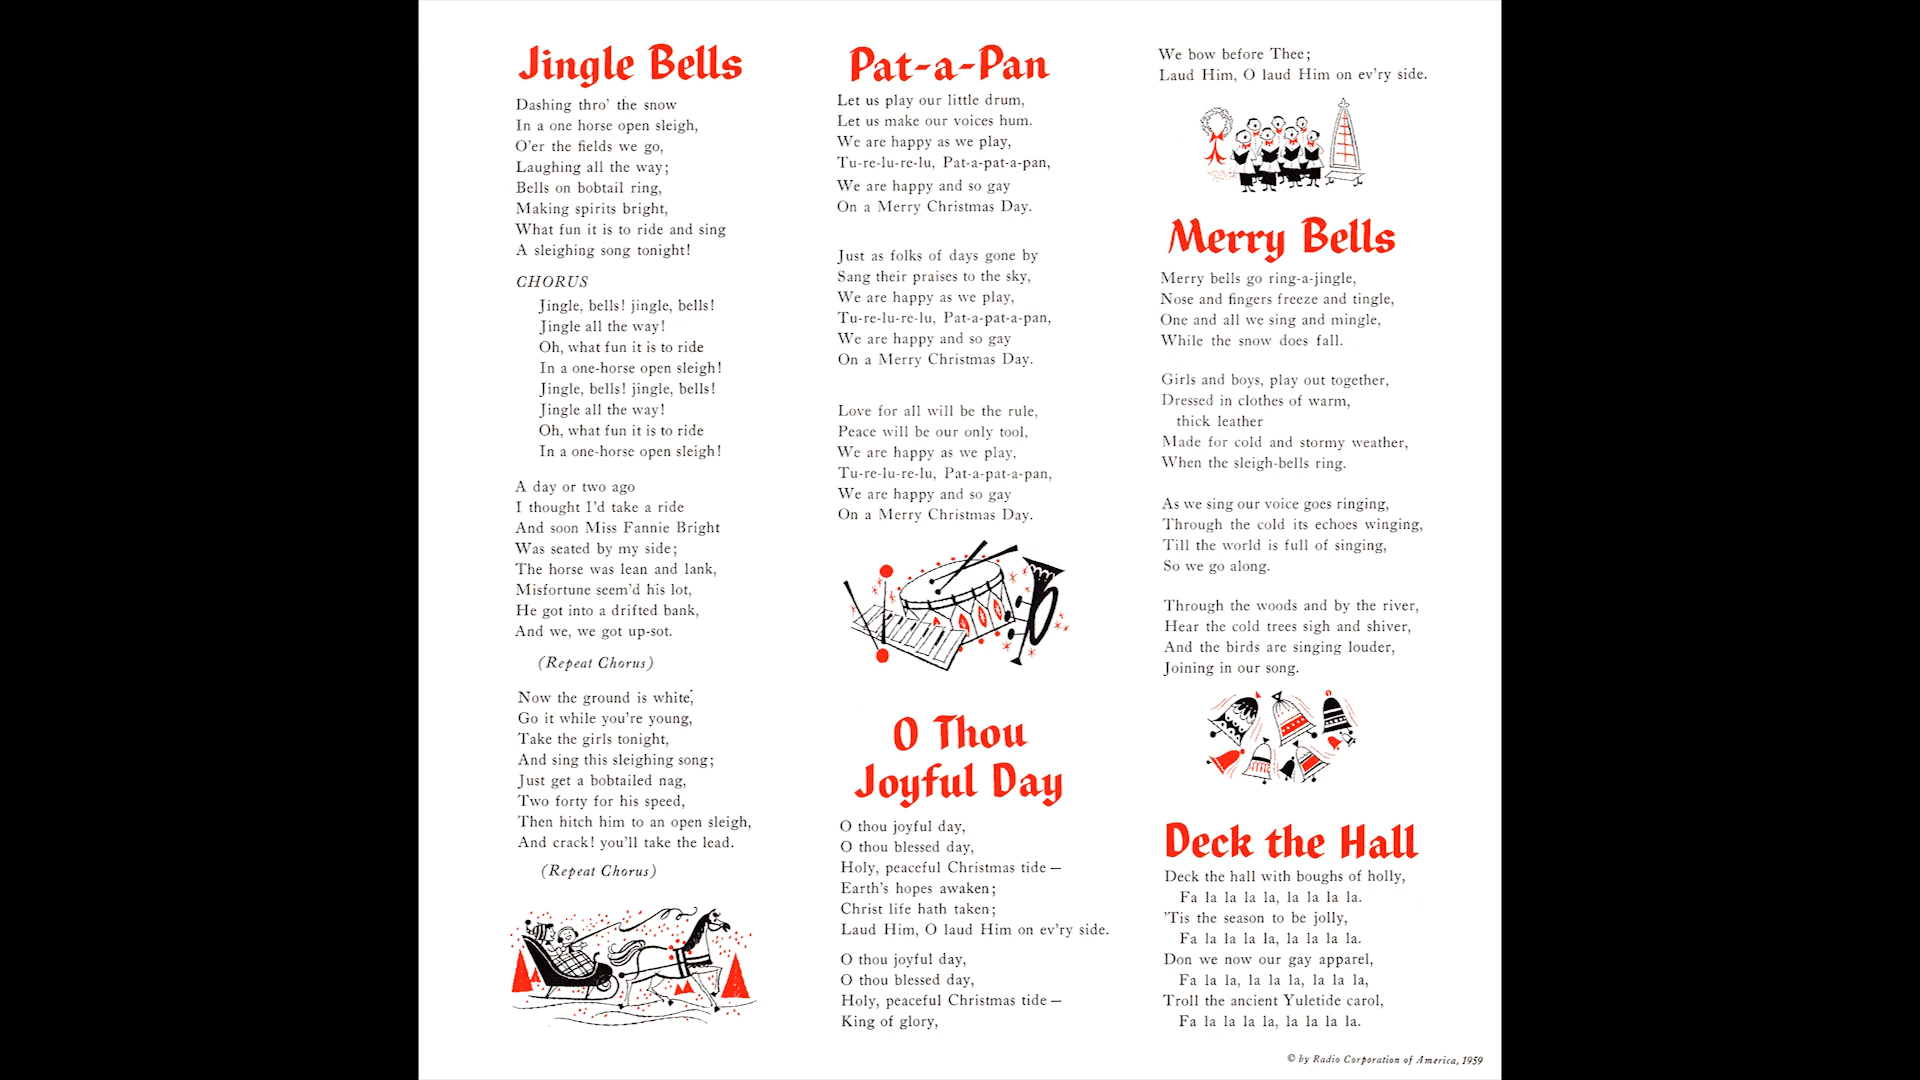 Jingle Bells
Dashing thro' the snow
In a one horse open sleigh,
O'er the fields we go,
Laughing all the way;
Bells on bobtail ring,
Making spirits bright,
What fun it is to ride and sing
A sleighing song tonight!
CHORUS
Jingle, bells! jingle, bells!
Jingle all the way!
Oh, what fun it is to ride
In a one-horse open sleigh!
Jingle, bells! jingle, bells!
Jingle all the way!
Oh, what fun it is to ride
In a one-horse open sleigh!
A day or two ago
I thought I'd take a ride
And soon Miss Fannie Bright
Was seated by my side;
The horse was lean and lank,
Misfortune seem'd his lot,
He got into a drifted bank,
And we, we got up-sot.
(Repeat Chorus)
Now the ground is white,
Go it while you're young,
Take the girls tonight,
And sing this sleighing song;
Just get a bobtailed nag,
Two forty for his speed,
Then hitch him to an open sleigh,
And crack! you'll take the lead.
(Repeat Chorus)
Pat-a-Pan
Let us play our little drum,
Let us make our voices hum.
We are happy as we play,
Tu-re-lu-re-lu, Pat-a-pat-a-pan,
We are happy and so gay
On a Merry Christmas Day.
Just as folks of days gone by
Sang their praises to the sky,
We are happy as we play,
Tu-re-lu-re-lu, Pat-a-pat-a-pan,
We are happy and so gay
On a Merry Christmas Day.
Love for all will be the rule,
Peace will be our only tool,
We are happy as we play,
Tu-re-lu-re-lu, Pat-a-pat-a-pan,
We are happy and so gay
On a Merry Christmas Day.
O Thou
Joyful Day
O thou joyful day,
O thou blessed day,
Holy, peaceful Christmas tide —
Earth's hopes awaken;
Christ life hath taken;
Laud Him, O laud Him on ev'ry side.
O thou joyful day,
O thou blessed day,
Holy, peaceful Christmas tide —
King of glory,
We bow before Thee;
Laud Him, O laud Him on ev'ry side.
Merry Bells
Merry bells go ring-a-jingle,
Nose and fingers freeze and tingle,
One and all we sing and mingle,
While the snow does fall.
Girls and boys, play out together,
Dressed in clothes of warm,
thick leather
Made for cold and stormy weather,
When the sleigh-bells ring.
As we sing our voice goes ringing,
Through the cold its echoes winging,
Till the world is full of singing,
So we go along.
Through the woods and by the river,
Hear the cold trees sigh and shiver,
And the birds are singing louder,
Joining in our song.
Deck the Hall
Deck the hall with boughs of holly,
Fa la la la la, la la la la.
'Tis the season to be jolly,
Fa la la la la, la la la la.
Don we now our gay apparel,
Fa la la, la la la, la la la,
Troll the ancient Yuletide carol,
Fa la la la la, la la la la.
© by Radio Corporation of America, 1959